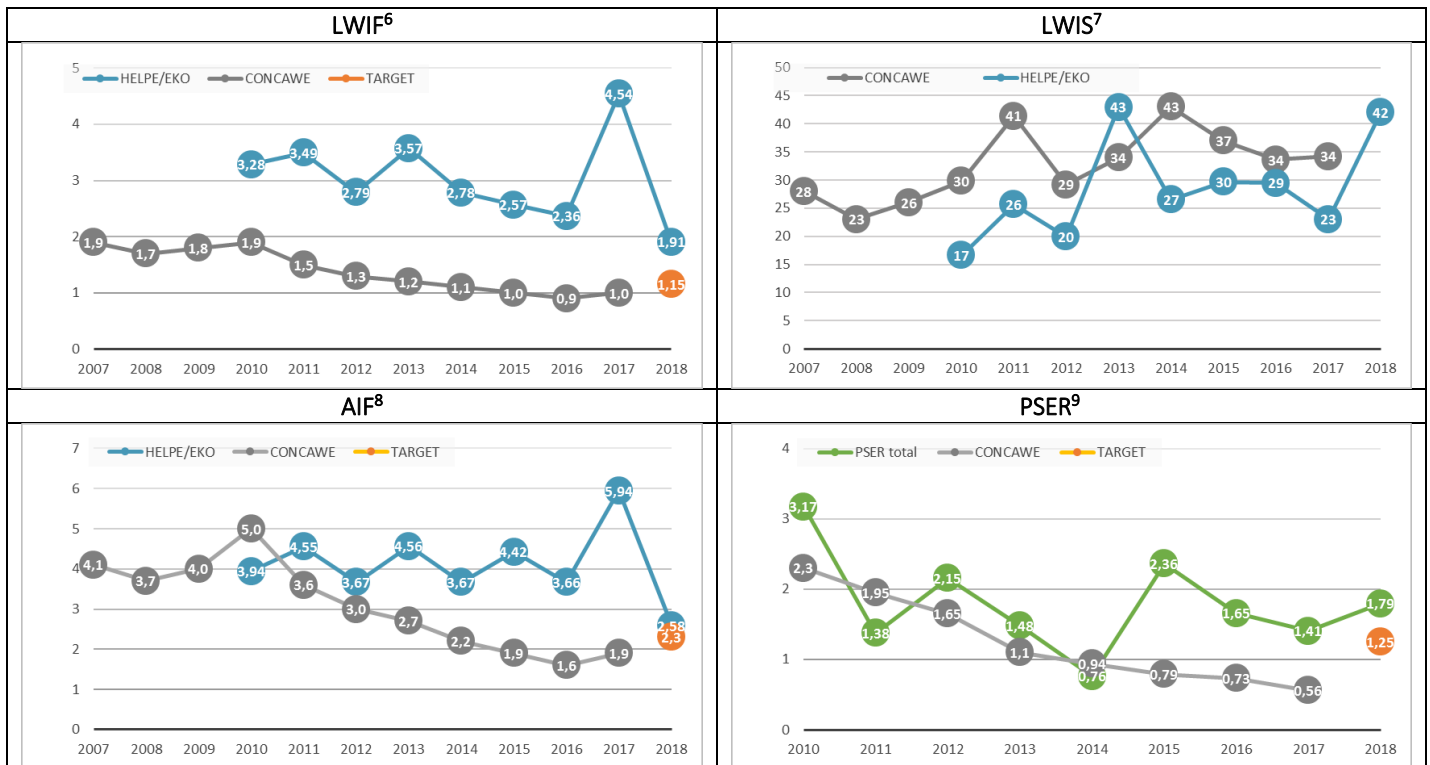 LWIF⁶
5
HELPE/EKO CONCAWE TARGET
4,54
4
3,28 3,49 2,79 3,57 2,78 2,57 2,36
3
2
1,91
1,9 1,7 1,8 1,9 1,5 1,3 1,2 1,1 1,0 0,9 1,0
1,15
1
0
2007 2008 2009 2010 2011 2012 2013 2014 2015 2016 2017 2018
LWIS⁷
50
CONCAWE HELPE/EKO
45
40
35
30
25
20
15
10
5
0
28 23 26 30 41 29 34 43 37 34 34
17 26 20 43 27 30 29 23 42
2007 2008 2009 2010 2011 2012 2013 2014 2015 2016 2017 2018
AIF⁸
7
HELPE/EKO CONCAWE TARGET
6
5
4
3
2
1
0
3,94 4,55 3,67 4,56 3,67 4,42 3,66 5,94 2,58
4,1 3,7 4,0 5,0 3,6 3,0 2,7 2,2 1,9 1,6 1,9
2,3
2007 2008 2009 2010 2011 2012 2013 2014 2015 2016 2017 2018
PSER⁹
4
PSER total CONCAWE TARGET
3
2
1
0
3,17 1,38 2,15 1,48 0,76 2,36 1,65 1,41 1,79
2,3 1,95 1,65 1,1 0,94 0,79 0,73 0,56
1,25
2010 2011 2012 2013 2014 2015 2016 2017 2018